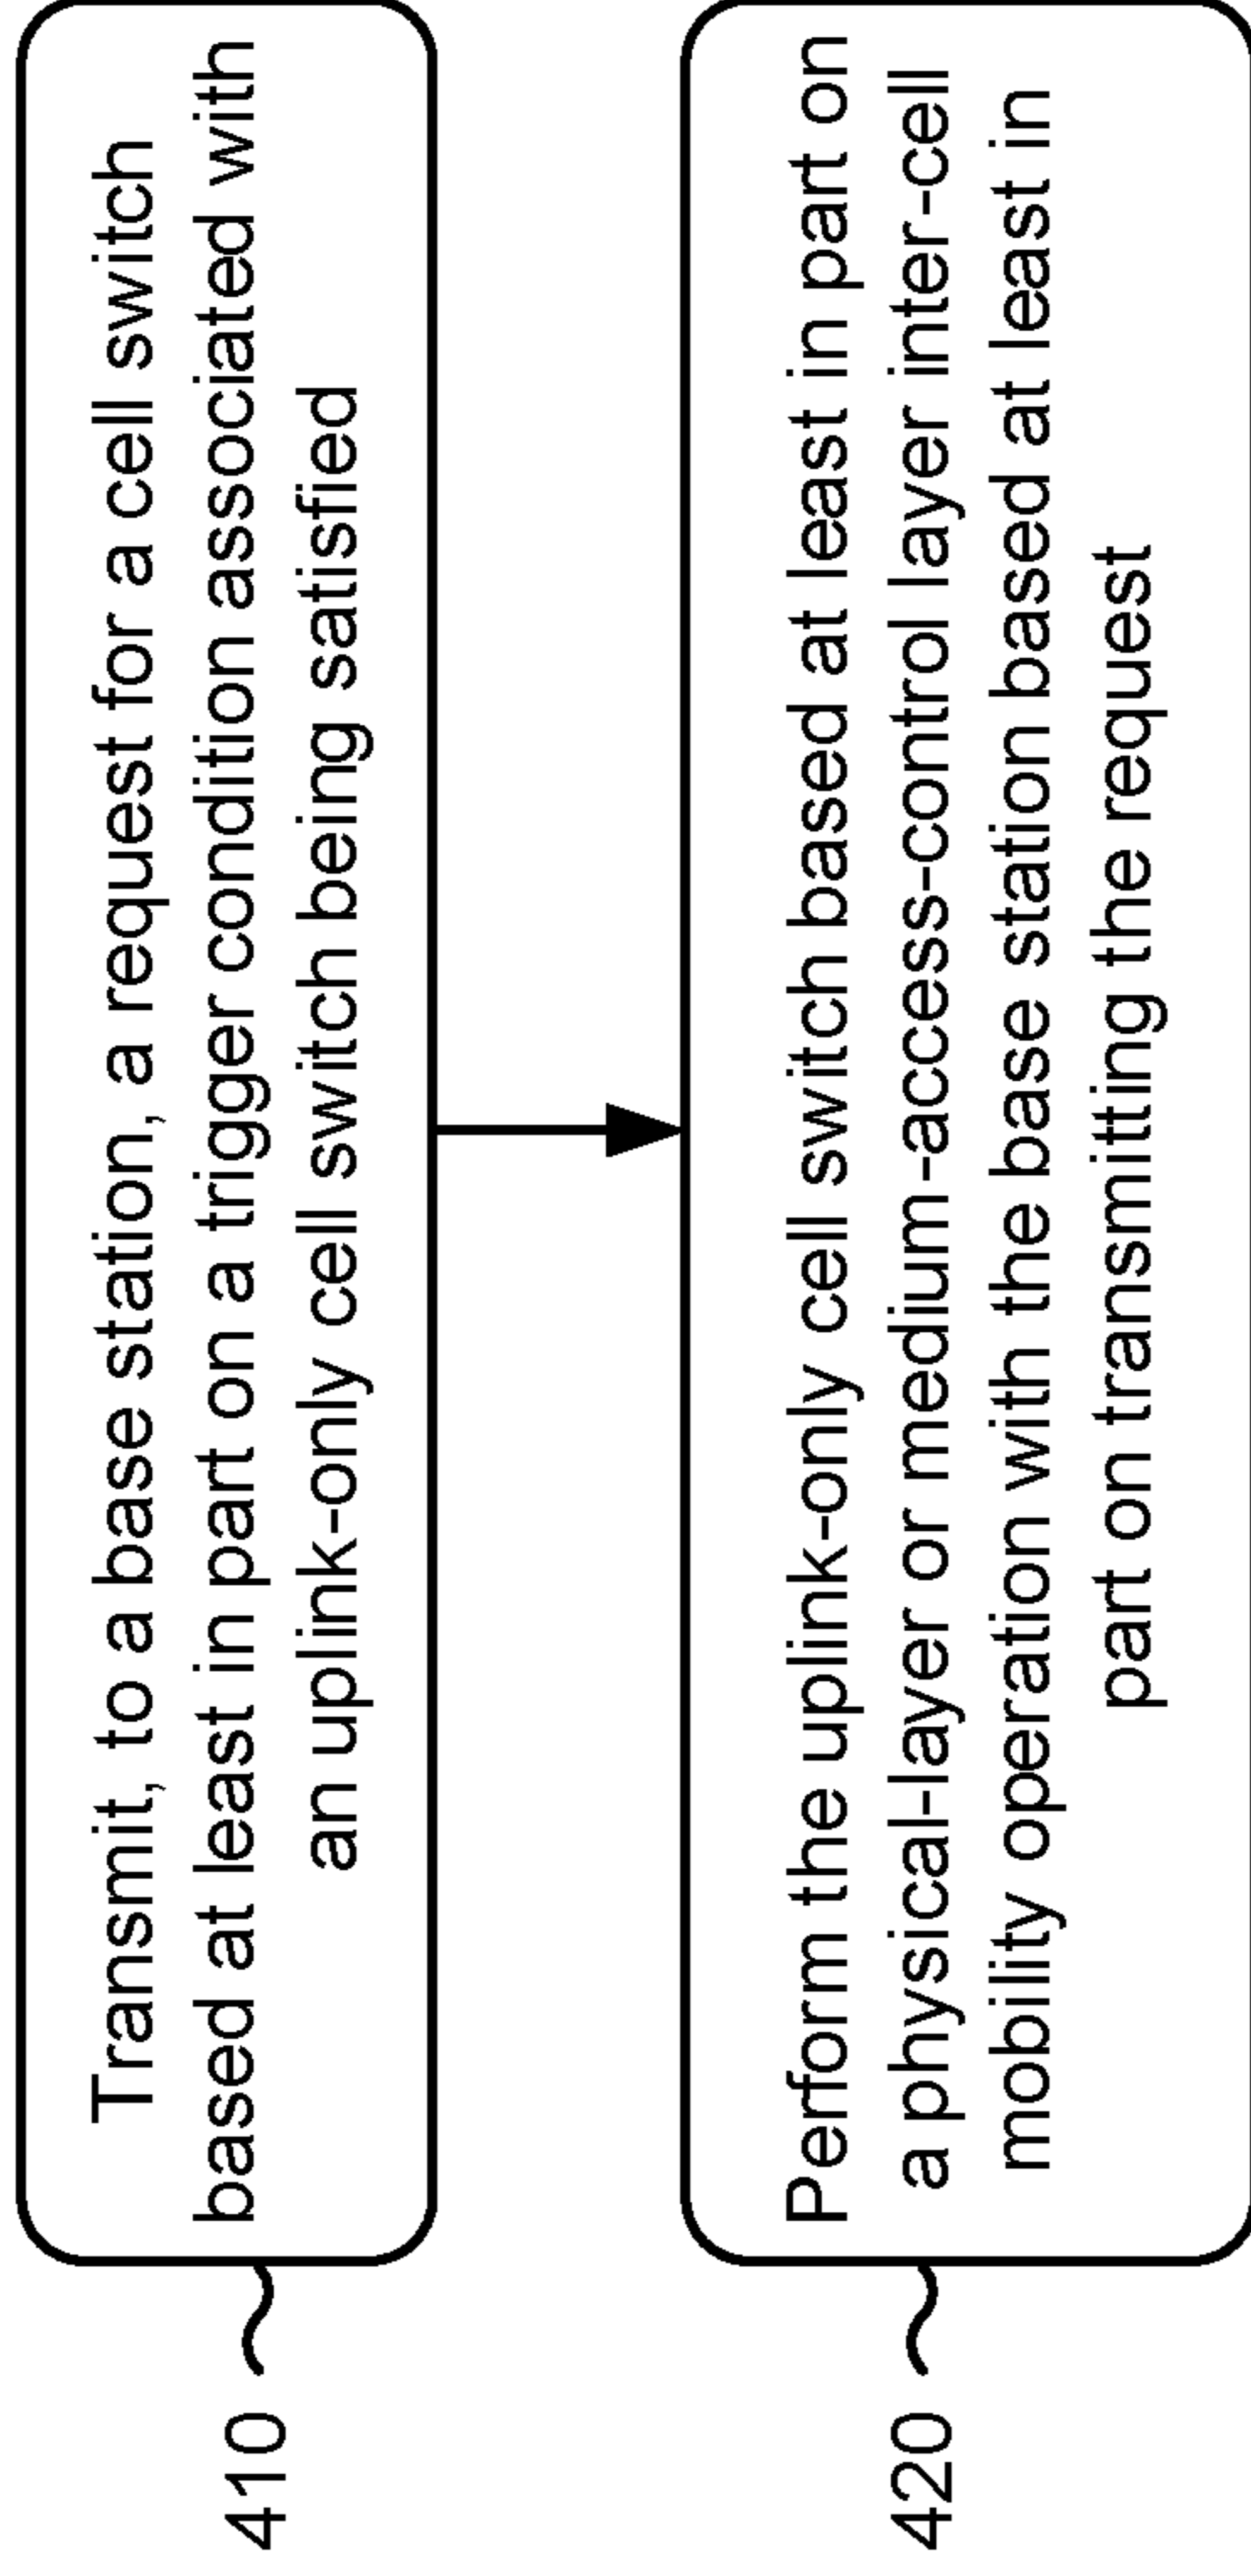 410
Transmit, to a base station, a request for a cell switch
based at least in part on a trigger condition associated with
an uplink-only cell switch being satisfied
420
Perform the uplink-only cell switch based at least in part on
a physical-layer or medium-access-control layer inter-cell
mobility operation with the base station based at least in
part on transmitting the request